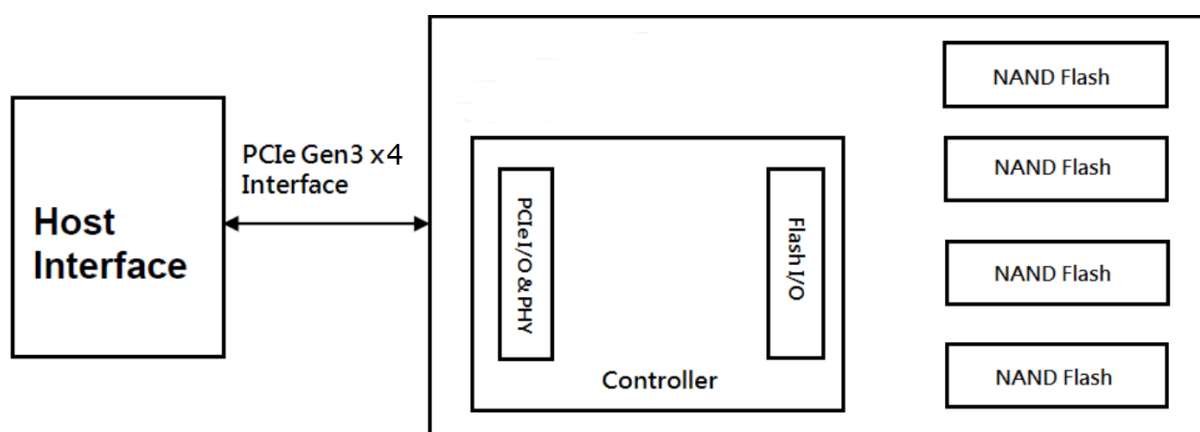 Host
Interface
PCIe Gen3 x4
Interface
PCIe I/O & PHY
Flash I/O
Controller
NAND Flash
NAND Flash
NAND Flash
NAND Flash